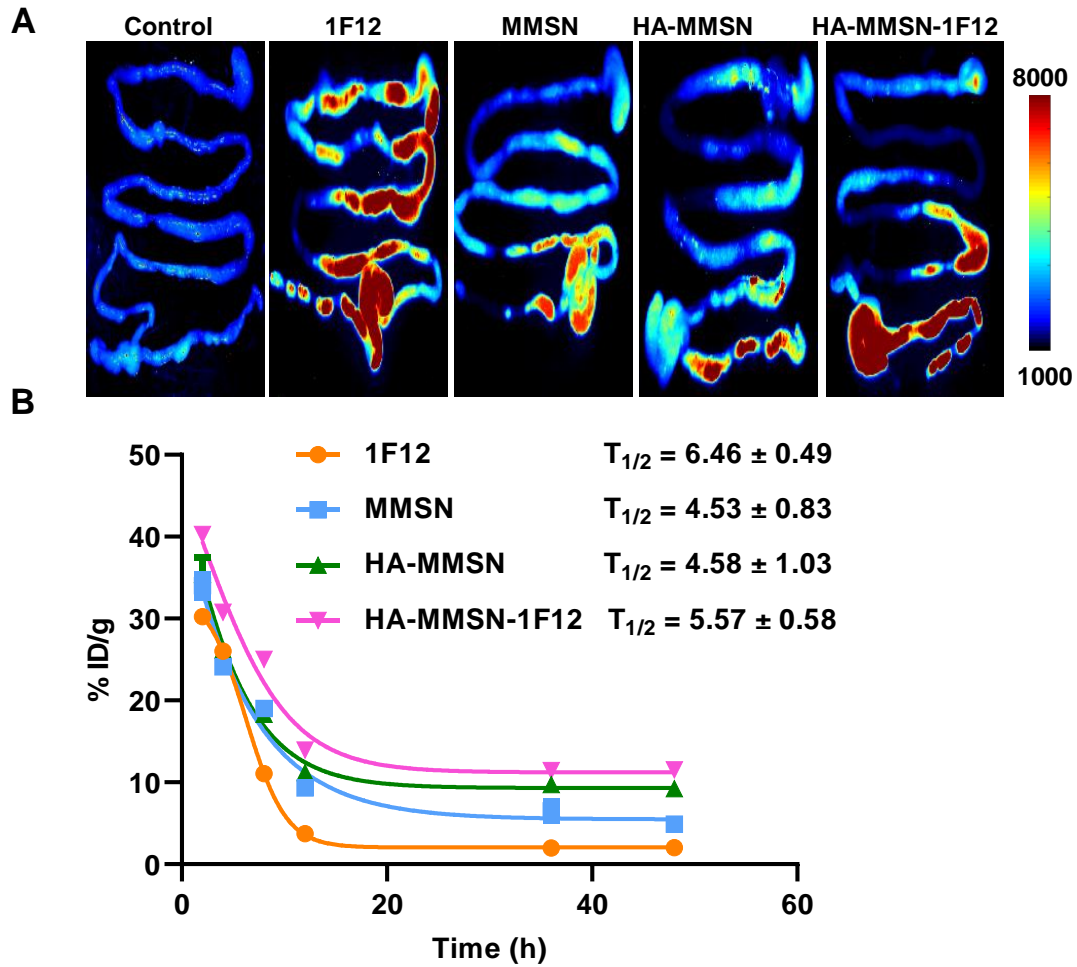 A
Control 1F12 MMSN HA-MMSN HA-MMSN-1F12
8000
1000
B
50
40
30
20
10
0
% ID/g
1F12 T1/2 = 6.46 ± 0.49
MMSN T1/2 = 4.53 ± 0.83
HA-MMSN T1/2 = 4.58 ± 1.03
HA-MMSN-1F12 T1/2 = 5.57 ± 0.58
0 20 40 60
Time (h)